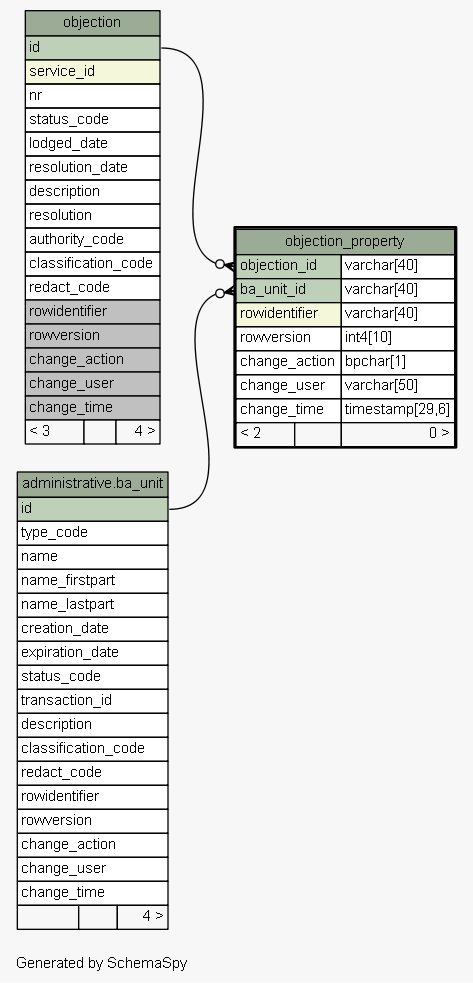 objection
id
service_id
nr
status_code
lodged_date
resolution_date
description
resolution
authority_code
classification_code
redact_code
rowidentifier
rowversion
change_action
change_user
change_time
< 3 4 >
objection_property
objection_id varchar[40]
ba_unit_id varchar[40]
rowidentifier varchar[40]
rowversion int4[10]
change_action bpchar[1]
change_user varchar[50]
change_time timestamp[29,6]
< 2 0 >
administrative.ba_unit
id
type_code
name
name_firstpart
name_lastpart
creation_date
expiration_date
status_code
transaction_id
description
classification_code
redact_code
rowidentifier
rowversion
change_action
change_user
change_time
4 >
Generated by SchemaSpy